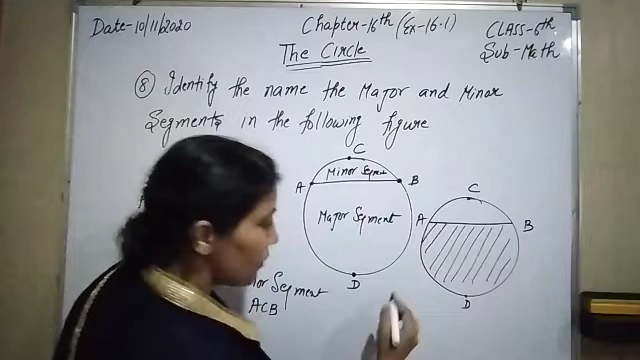 Date-10/11/2020
Chapter-16th (Ex-16.1)
CLASS-6th
The Circle
Sub-Math
⑧ Identify the name the Major and Minor
Segments in the following figure
C
Minor Segment
A
B
Major Segment
D
C
A
B
D
Segment
ACB